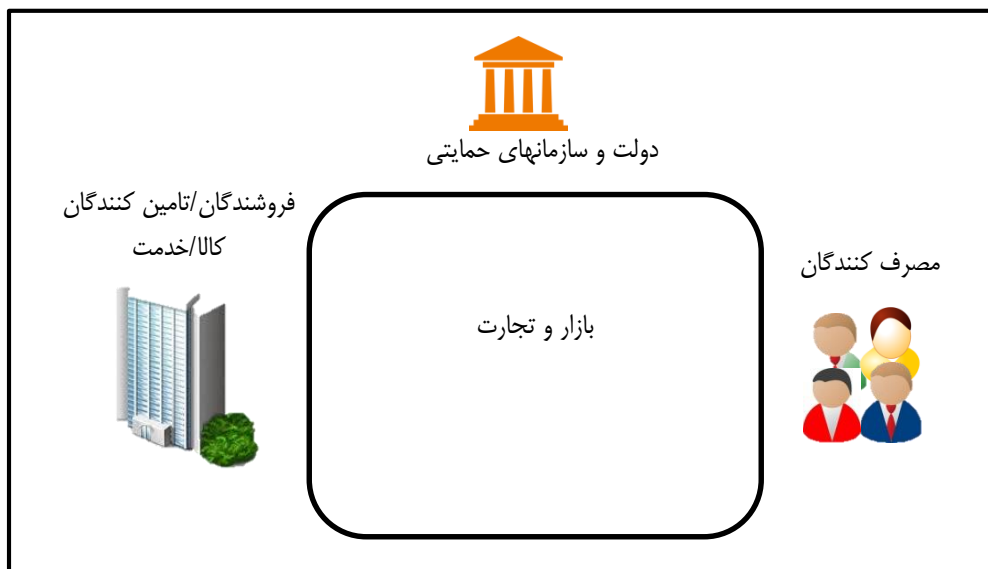 دولت و سازمانهای حمایتی
فروشندگان/تامین کنندگان
کالا/خدمت
مصرف کنندگان
بازار و تجارت